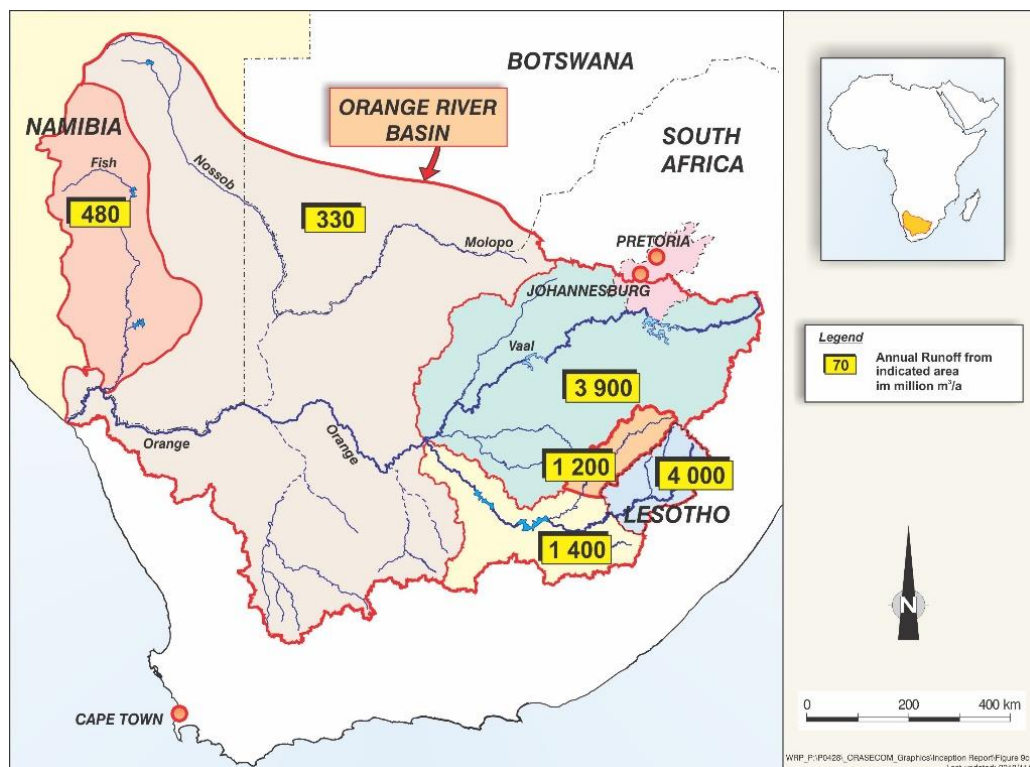 BOTSWANA
ORANGE RIVER
BASIN
NAMIBIA
SOUTH
AFRICA
Fish
Nossob
480
330
Molopo
PRETORIA
JOHANNESBURG
Vaal
3 900
Orange
Orange
1 200
4 000
LESOTHO
1 400
CAPE TOWN
Legend
70
Annual Runoff from
indicated area
im million m³/a
N
0 200 400 km